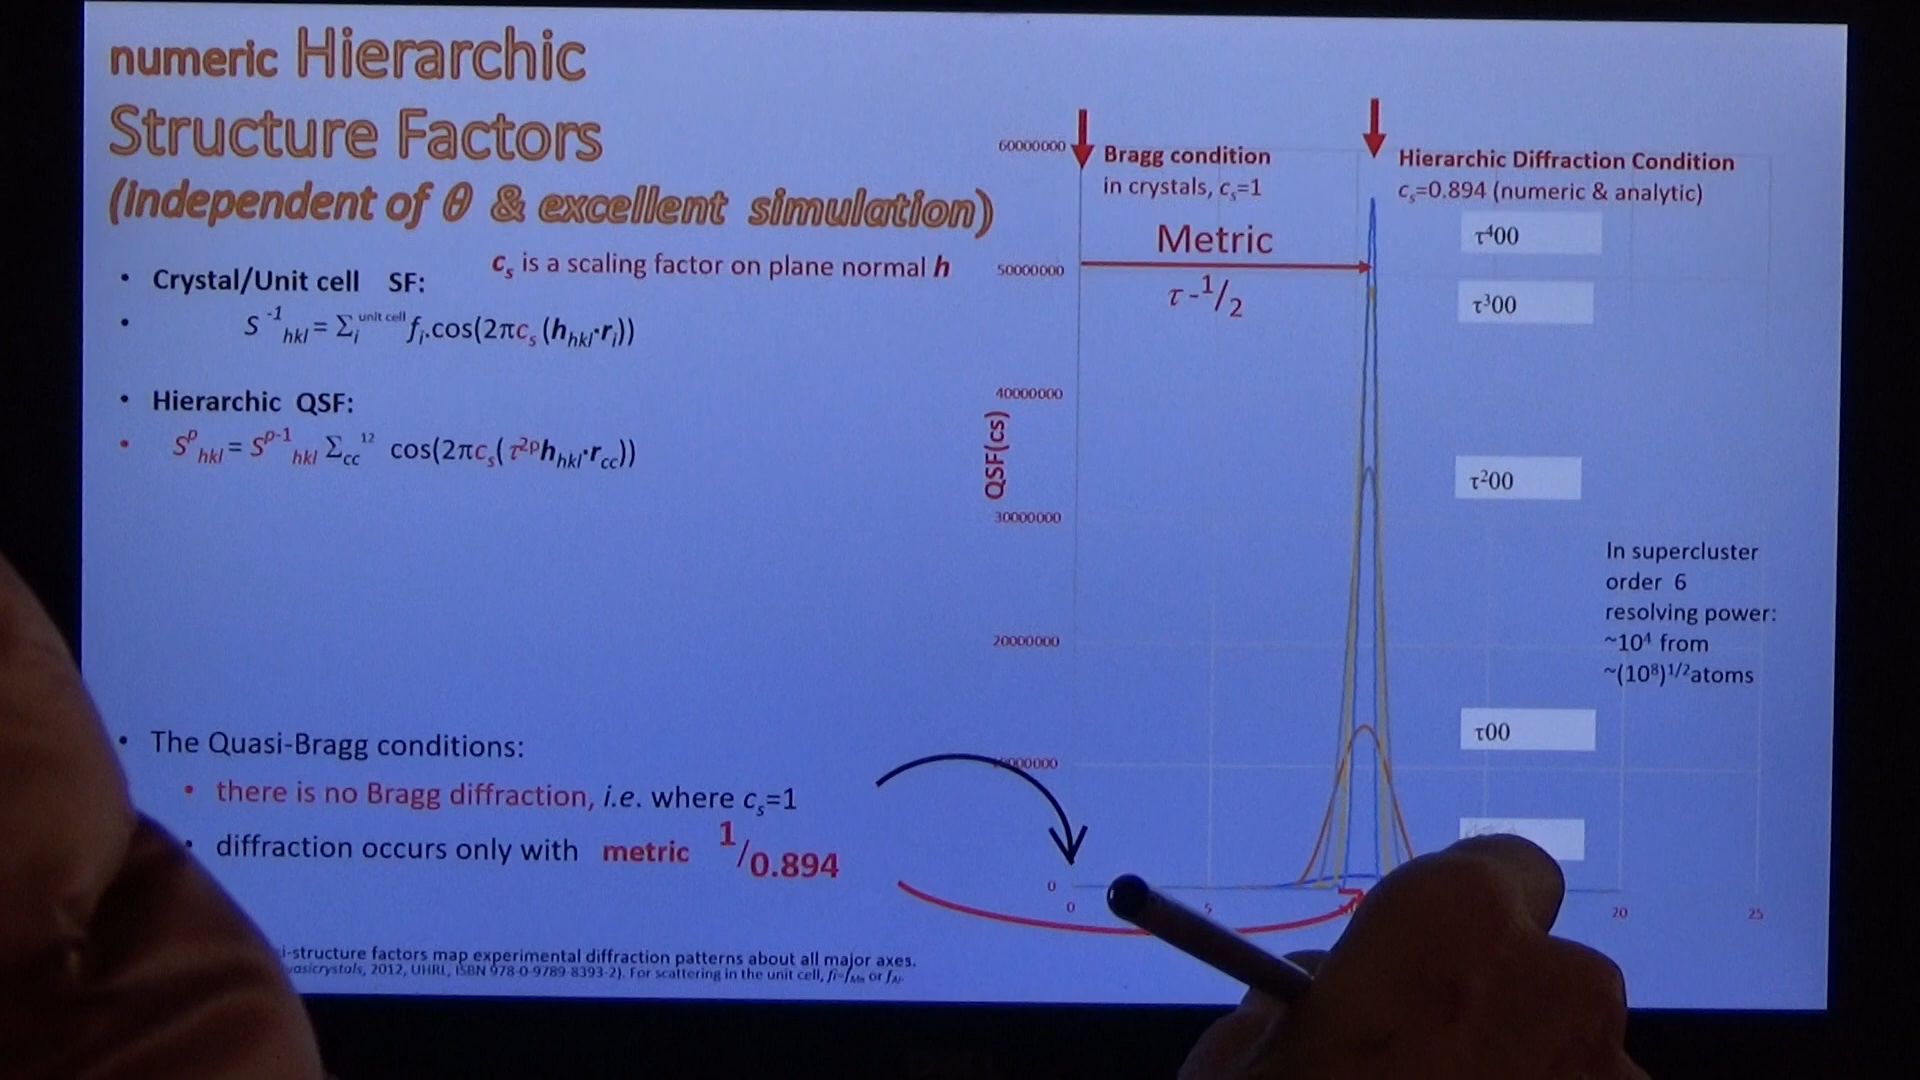 numeric Hierarchic
Structure Factors
(independent of θ & excellent simulation)
cₛ is a scaling factor on plane normal h
• Crystal/Unit cell SF:
• S⁻¹hkl = Σᵢ unit cell fᵢ.cos(2πcₛ (hhkl·rᵢ))
• Hierarchic QSF:
• Sᵖhkl = Sᵖ⁻¹hkl Σcc¹² cos(2πcₛ( τ²ᵖhhkl·rcc))
• The Quasi-Bragg conditions:
• there is no Bragg diffraction, i.e. where cₛ=1
• diffraction occurs only with metric 1/0.894
i-structure factors map experimental diffraction patterns about all major axes.
2012, UHRL, ISBN 978-0-9789-8393-2). For scattering in the unit cell,
Bragg condition
in crystals, cₛ=1
Hierarchic Diffraction Condition
cₛ=0.894 (numeric & analytic)
Metric
τ-1/2
QSF(cs)
60000000
50000000
40000000
30000000
20000000
0
0
5
20
25
τ⁴00
τ³00
τ²00
τ00
In supercluster
order 6
resolving power:
~10⁴ from
~(10⁸)¹/²atoms